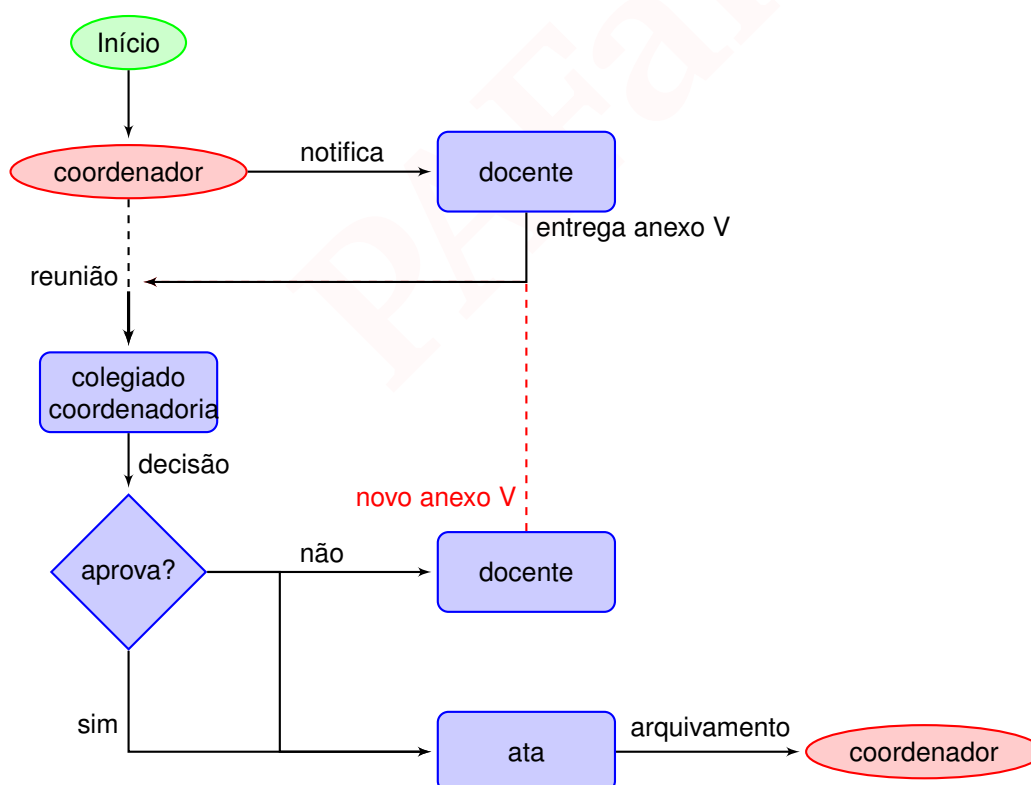 Início
coordenador
notifica
docente
entrega anexo V
reunião
colegiado
coordenadoria
decisão
novo anexo V
aprova?
não
docente
sim
ata
arquivamento
coordenador